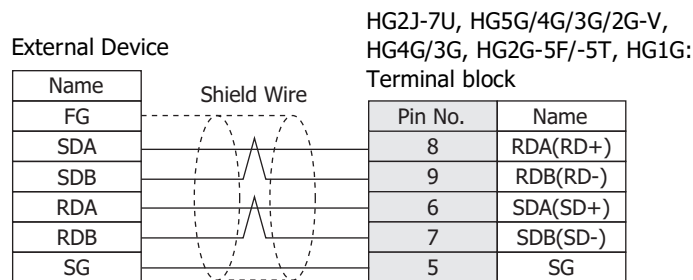 HG2J-7U, HG5G/4G/3G/2G-V,
HG4G/3G, HG2G-5F/-5T, HG1G:
Terminal block
External Device
Shield Wire
Name
FG
SDA
SDB
RDA
RDB
SG
Pin No. Name
8 RDA(RD+)
9 RDB(RD-)
6 SDA(SD+)
7 SDB(SD-)
5 SG